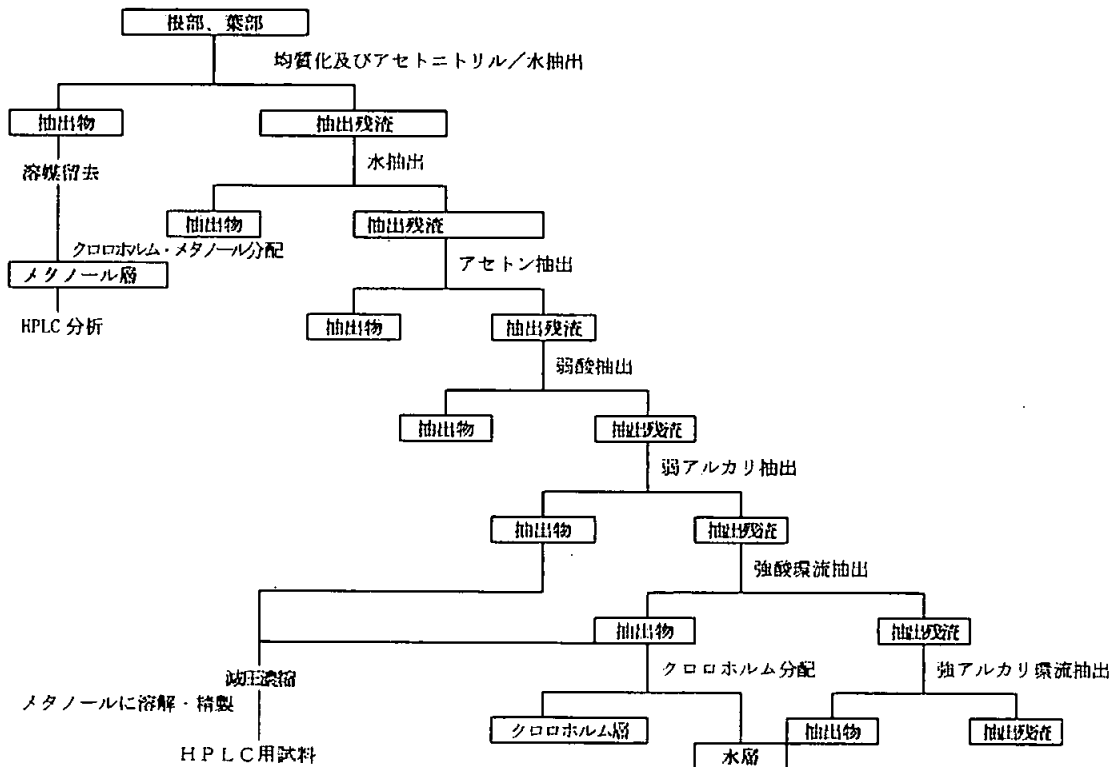 根部、葉部
均質化及びアセトニトリル／水抽出
抽出物
抽出残渣
溶媒留去
水抽出
抽出物
抽出残渣
クロロホルム・メタノール分配
メタノール層
アセトン抽出
HPLC 分析
抽出物
抽出残渣
弱酸抽出
抽出物
抽出残渣
弱アルカリ抽出
抽出物
抽出残渣
強酸環流抽出
抽出物
抽出残渣
減圧濃縮
クロロホルム分配
強アルカリ環流抽出
メタノールに溶解・精製
クロロホルム層
抽出物
抽出残渣
ＨＰＬＣ用試料
水層